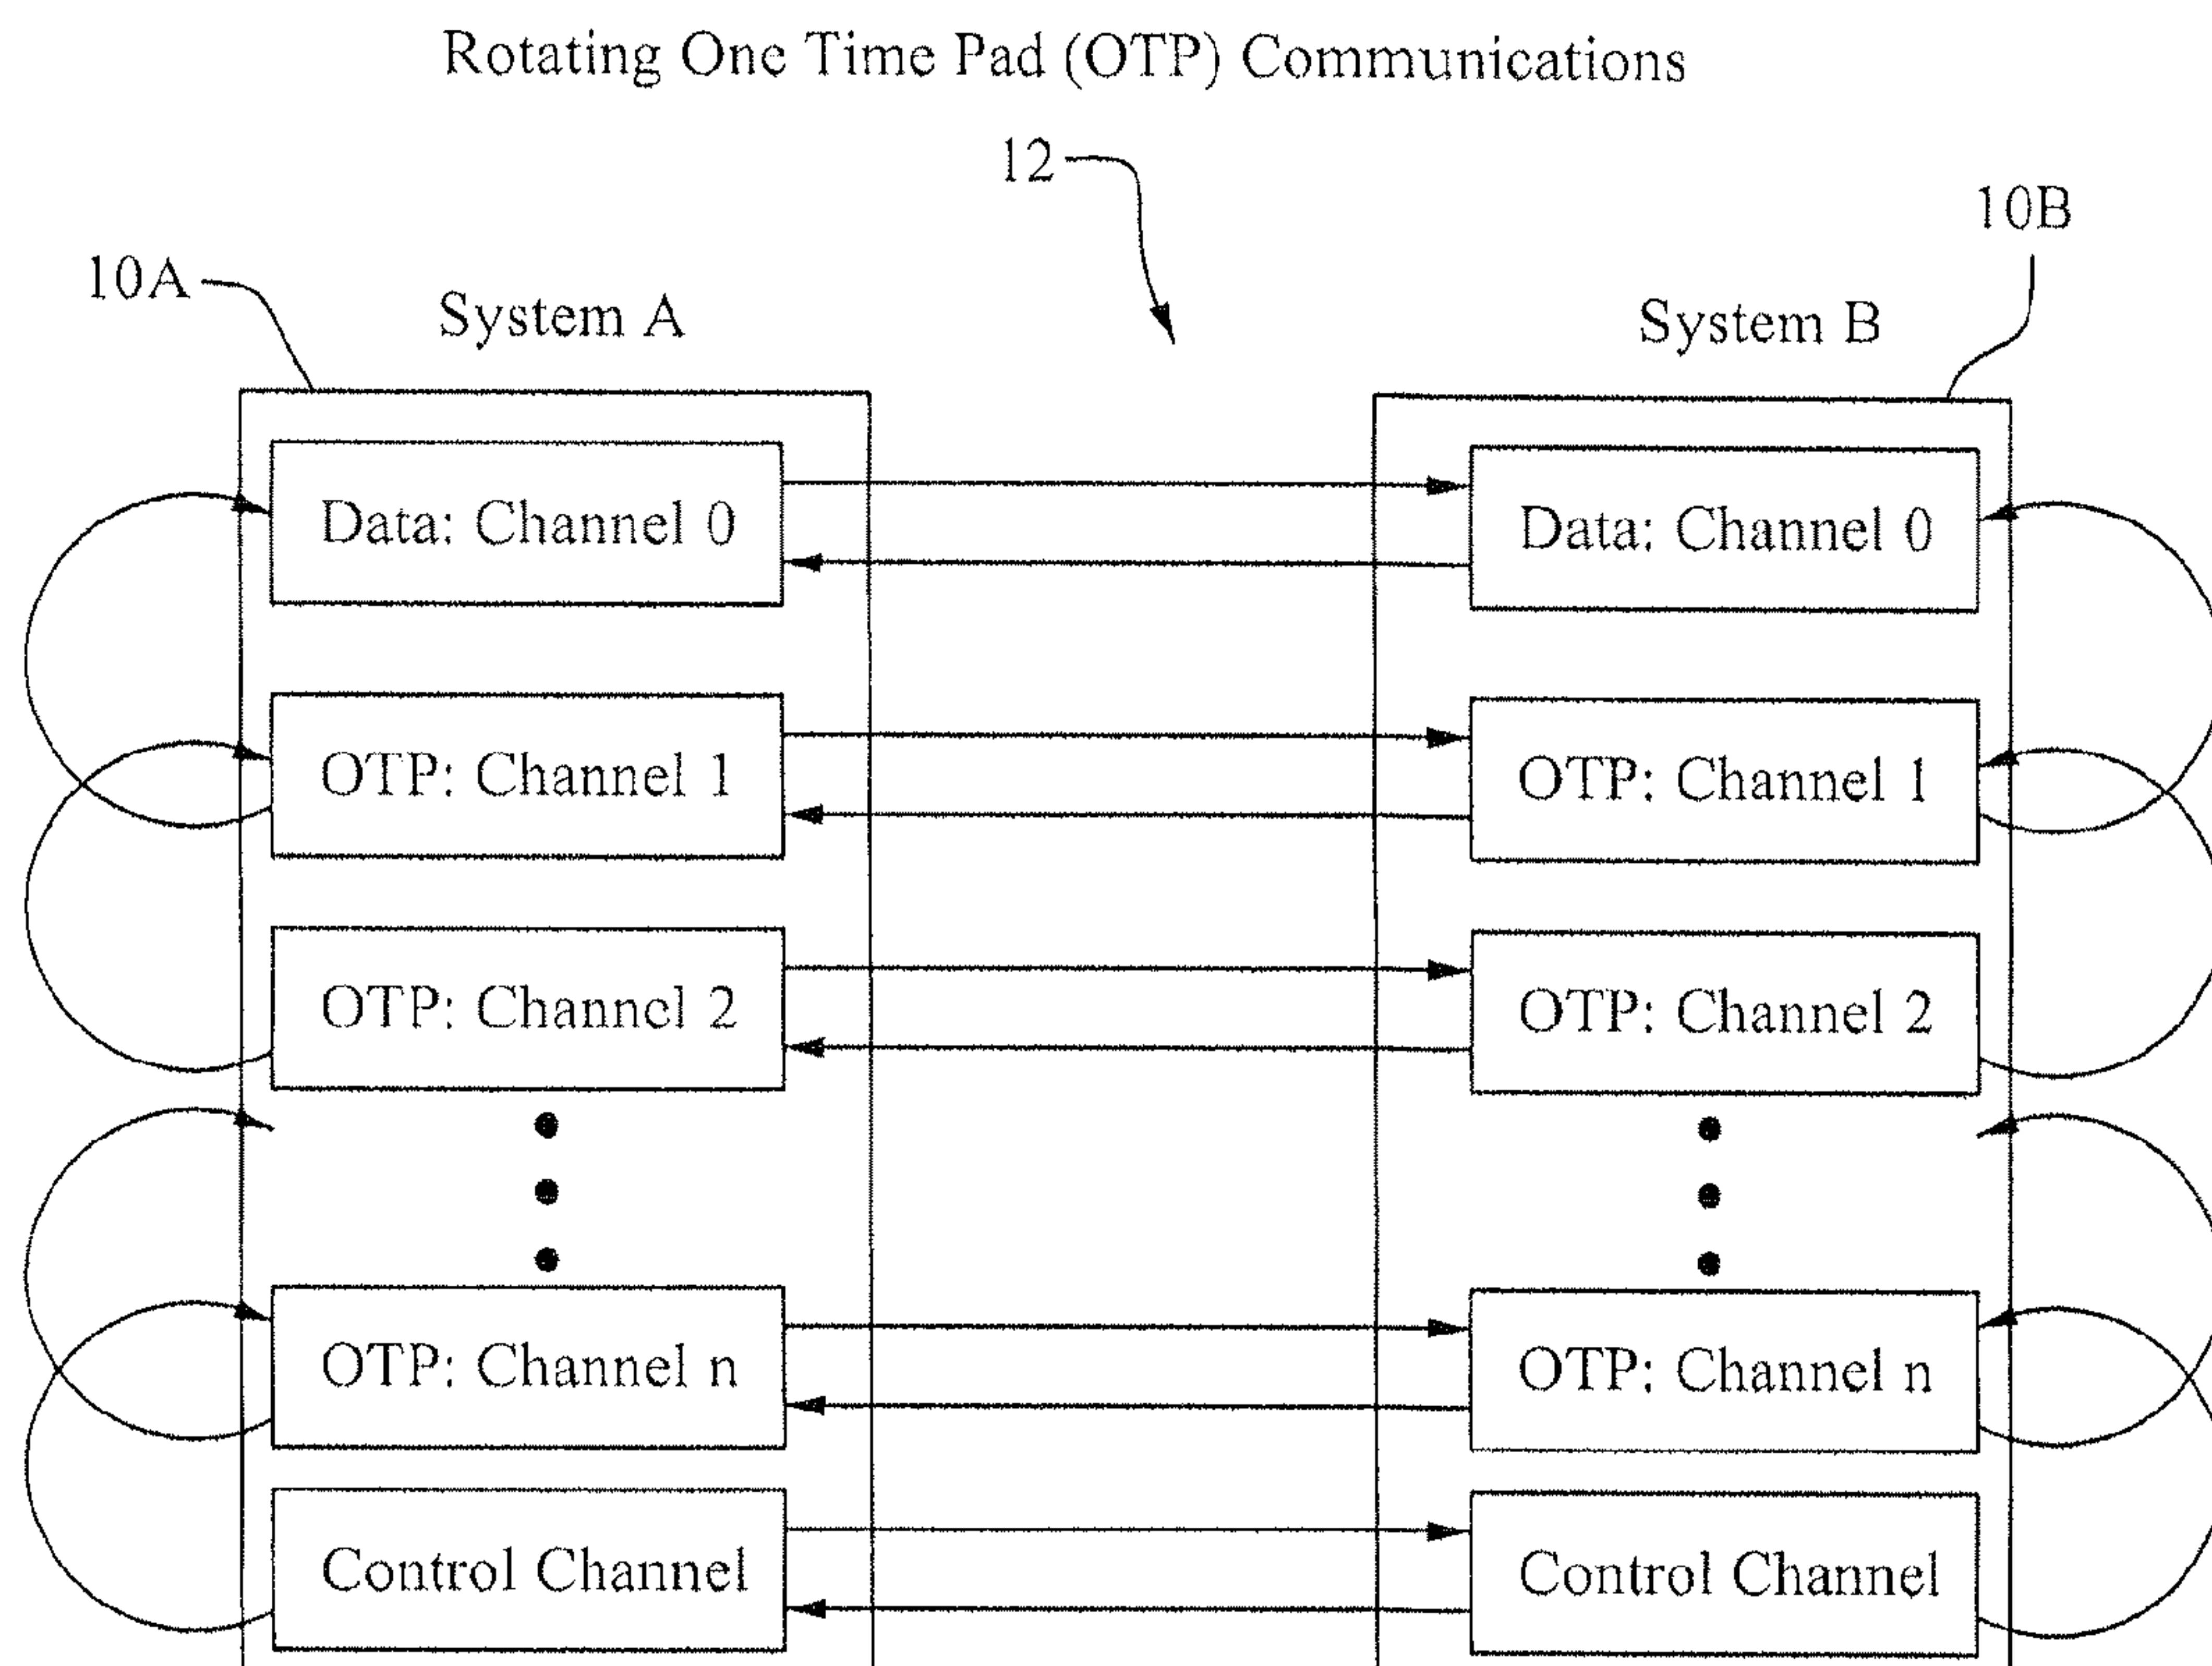 Rotating One Time Pad (OTP) Communications
12
10B
10A
System A
System B
Data: Channel 0
Data: Channel 0
OTP: Channel 1
OTP: Channel 1
OTP: Channel 2
OTP: Channel 2
OTP: Channel n
OTP: Channel n
Control Channel
Control Channel